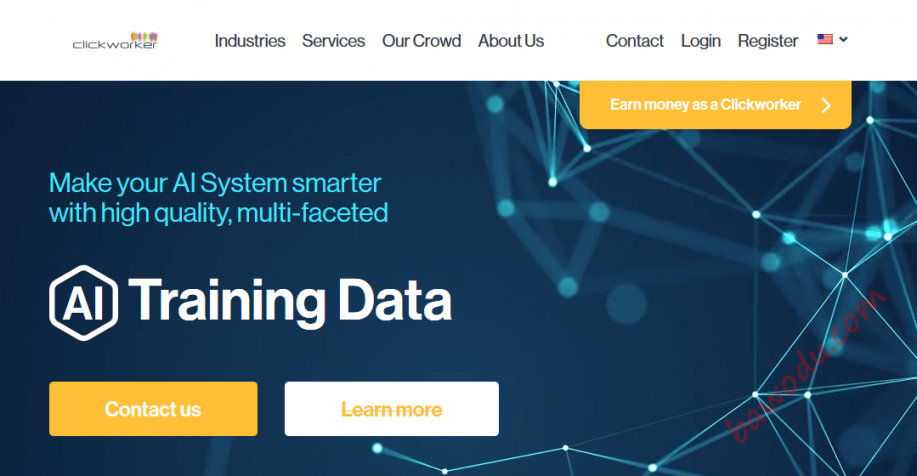 clickworker
Industries Services Our Crowd About Us Contact Login Register
Earn money as a Clickworker
Make your AI System smarter
with high quality, multi-faceted
AI Training Data
Contact us Learn more
bawodu.com